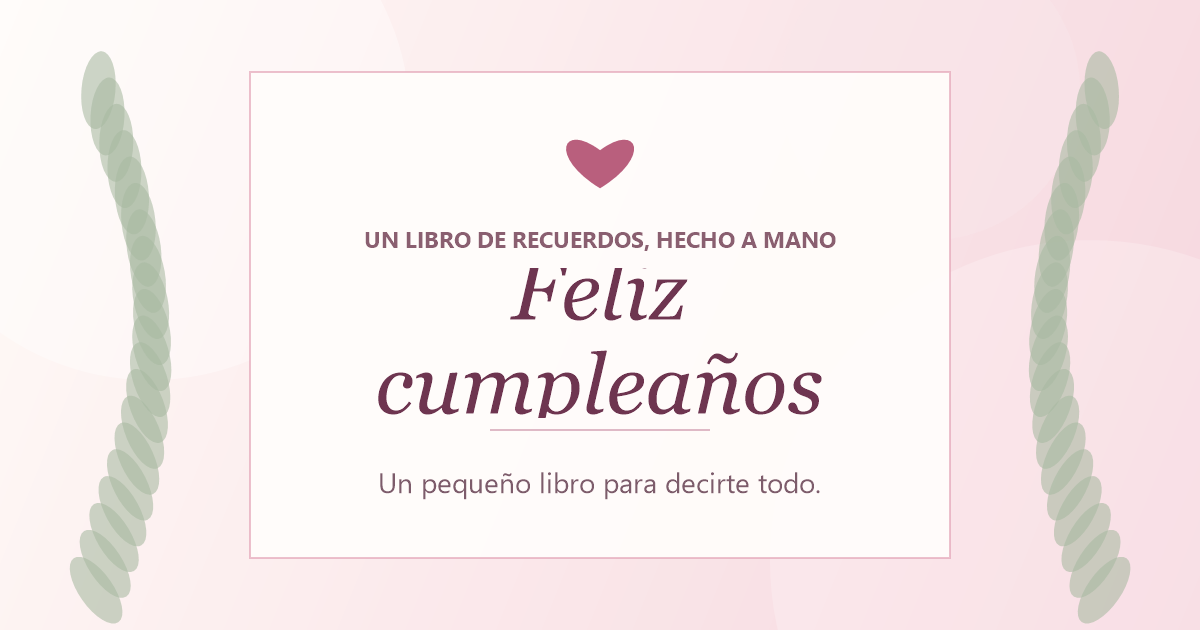 UN LIBRO DE RECUERDOS, HECHO A MANO
Feliz
cumpleaños
Un pequeño libro para decirte todo.